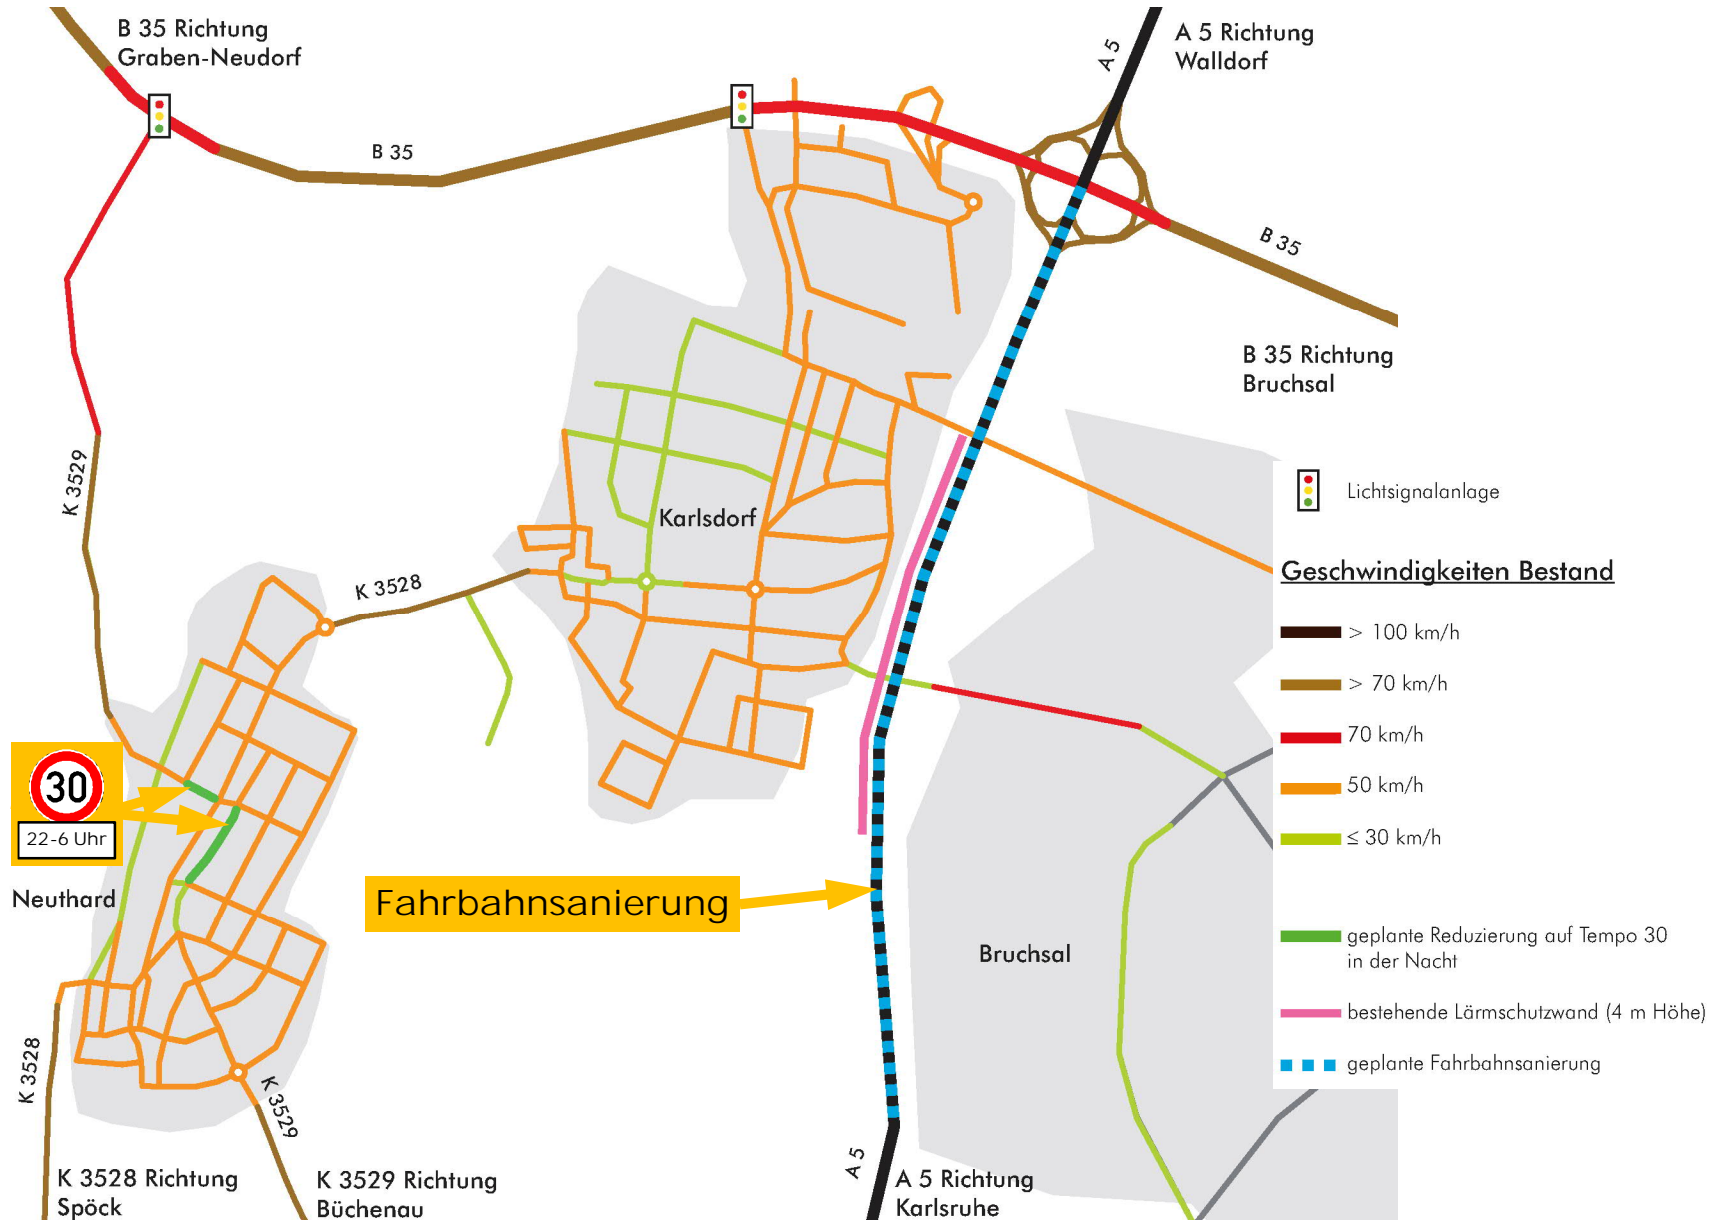 B 35 Richtung
Graben-Neudorf
A 5
A 5 Richtung
Walldorf
B 35
B 35
B 35 Richtung
Bruchsal
K 3529
Karlsdorf
K 3528
30
22-6 Uhr
Neuthard
Fahrbahnsanierung
Bruchsal
K 3528
K 3529
A 5
K 3528 Richtung
Spöck
K 3529 Richtung
Büchenau
A 5 Richtung
Karlsruhe
Lichtsignalanlage
Geschwindigkeiten Bestand
> 100 km/h
> 70 km/h
70 km/h
50 km/h
≤ 30 km/h
geplante Reduzierung auf Tempo 30
in der Nacht
bestehende Lärmschutzwand (4 m Höhe)
geplante Fahrbahnsanierung